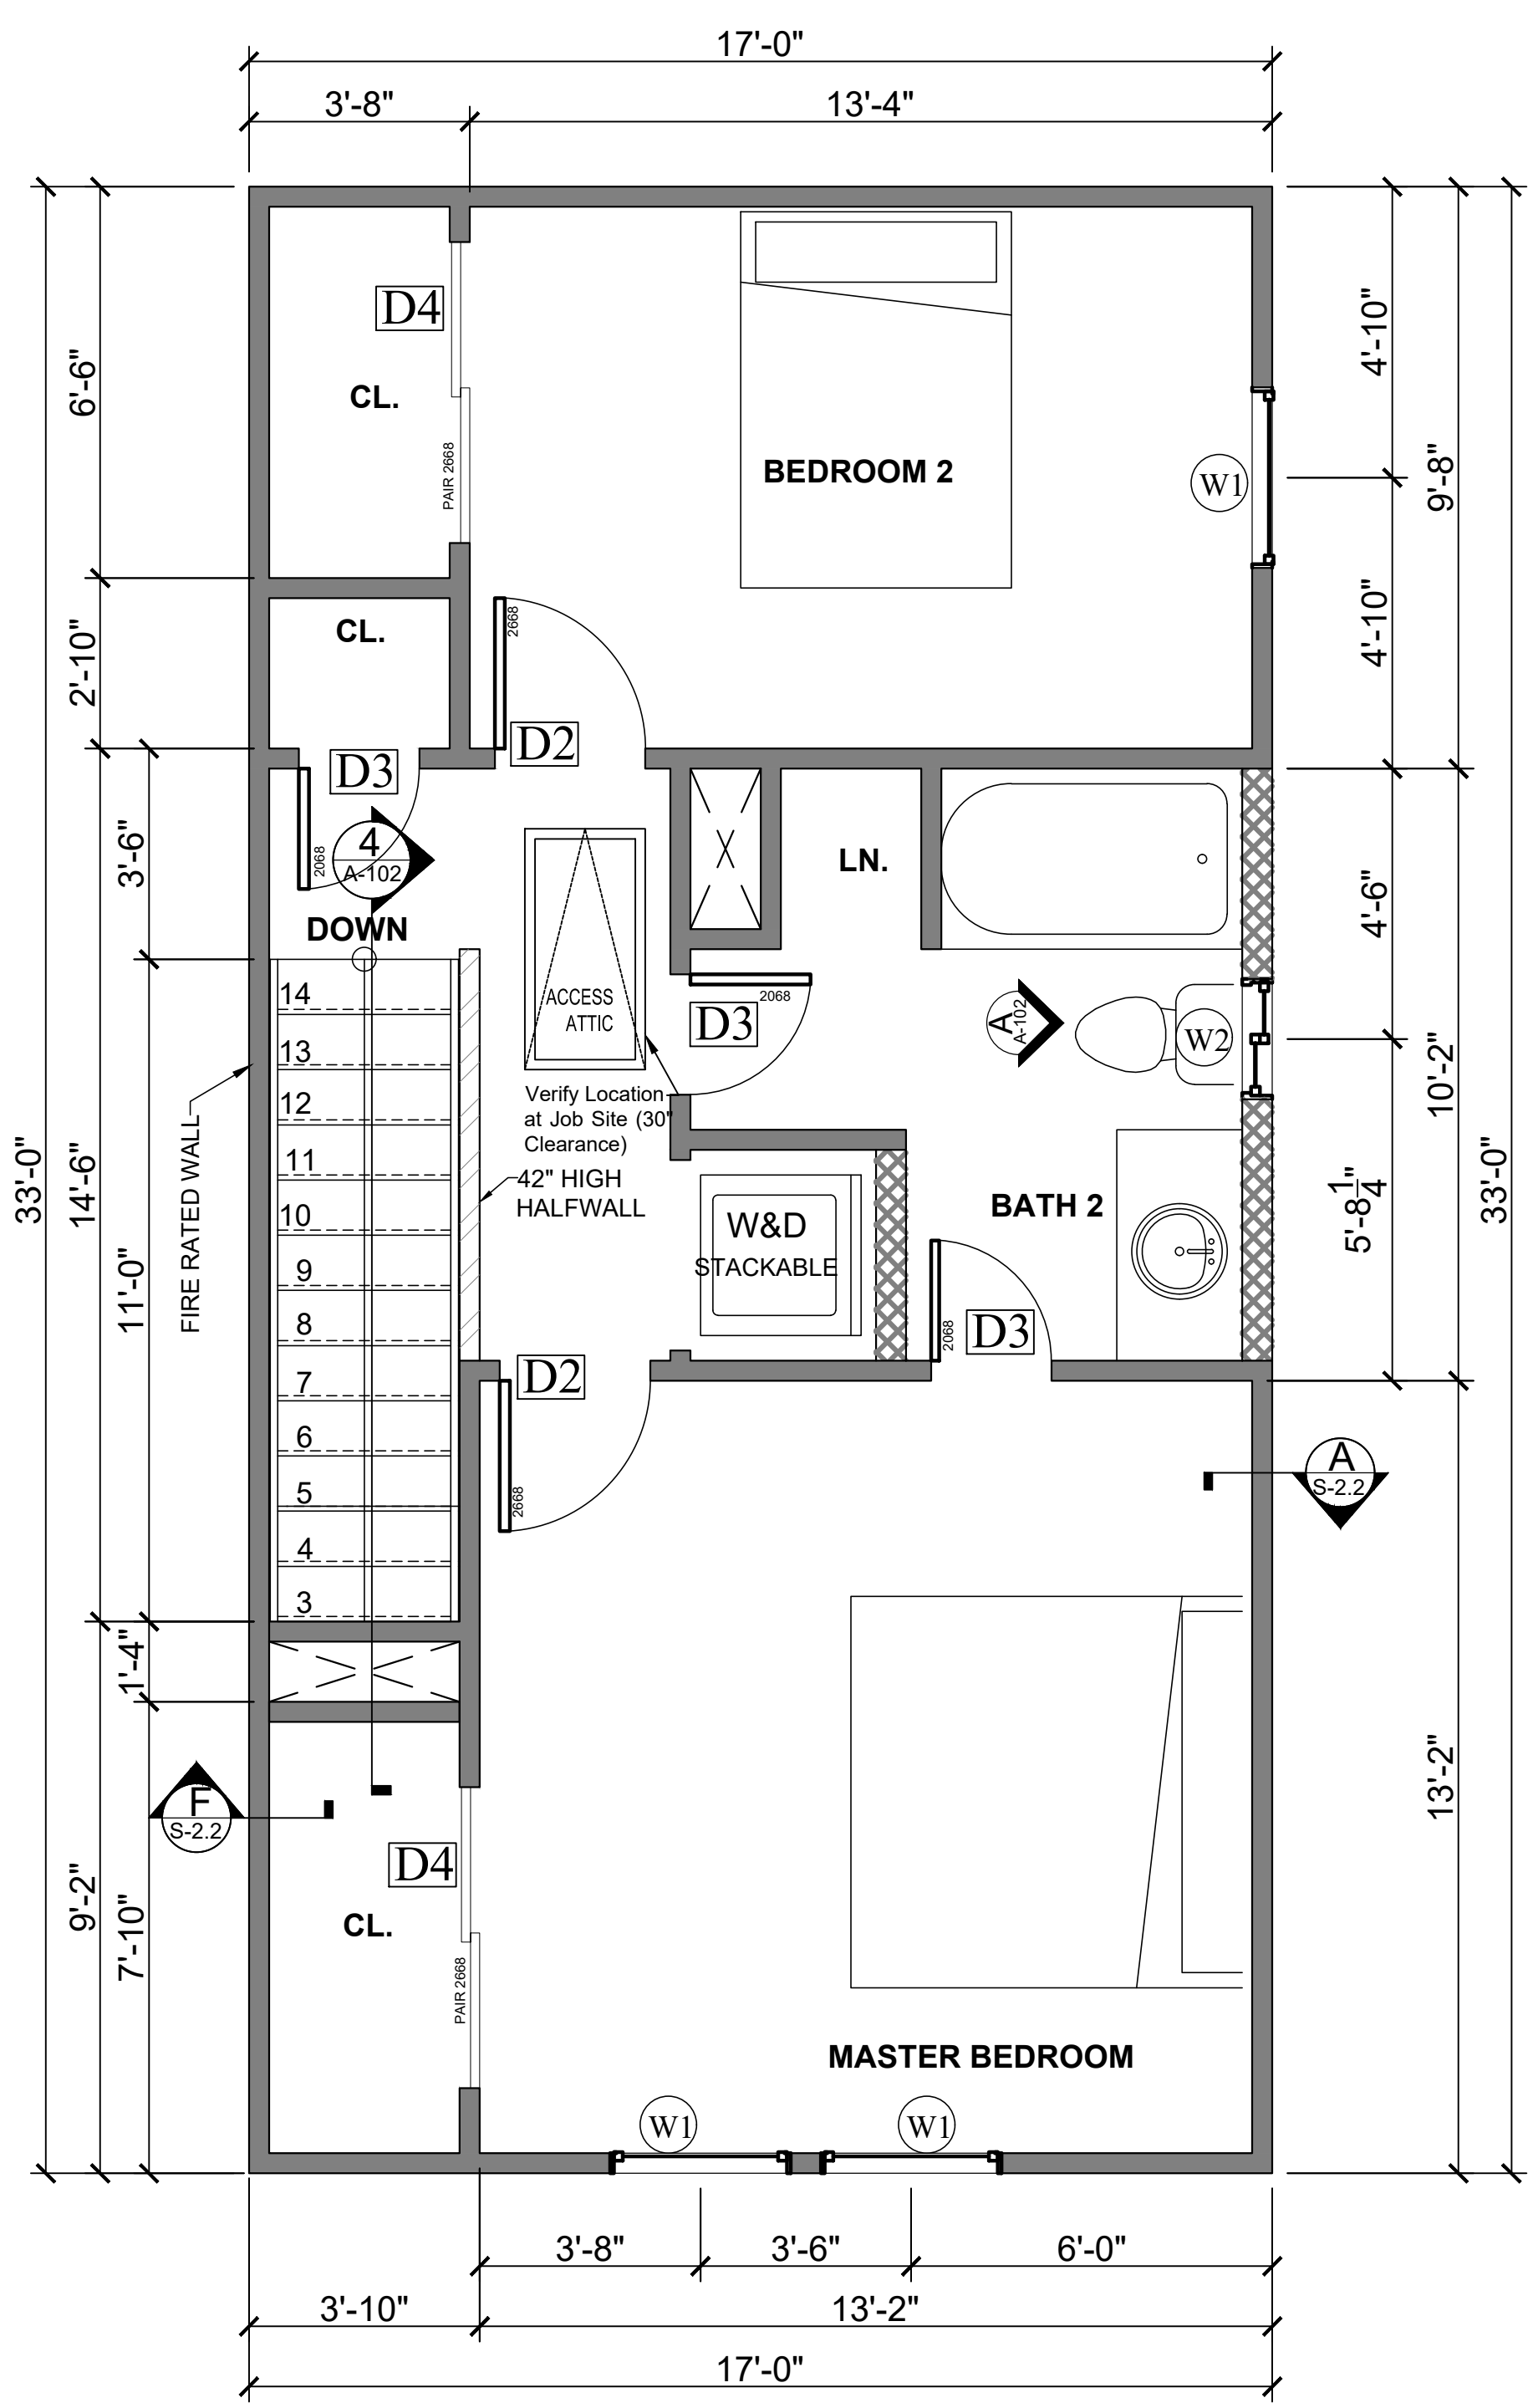 17'-0"
3'-8"
13'-4"
D4
CL.
PAIR 2668
BEDROOM 2
W1
6'-6"
4'-10"
9'-8"
4'-10"
CL.
2668
D2
2'-10"
D3
2068
4
A-102
DOWN
3'-6"
LN.
4'-6"
14
13
12
11
10
9
8
7
6
5
4
3
ACCESS
ATTIC
2068
D3
A
A-102
W2
Verify Location
at Job Site (30"
Clearance)
42" HIGH
HALFWALL
FIRE RATED WALL
33'-0"
14'-6"
11'-0"
W&D
STACKABLE
BATH 2
10'-2"
5'-8 1/4"
33'-0"
2068
D3
D2
2668
A
S-2.2
1'-4"
F
S-2.2
D4
CL.
PAIR 2668
9'-2"
7'-10"
13'-2"
MASTER BEDROOM
W1
W1
3'-8"
3'-6"
6'-0"
3'-10"
13'-2"
17'-0"